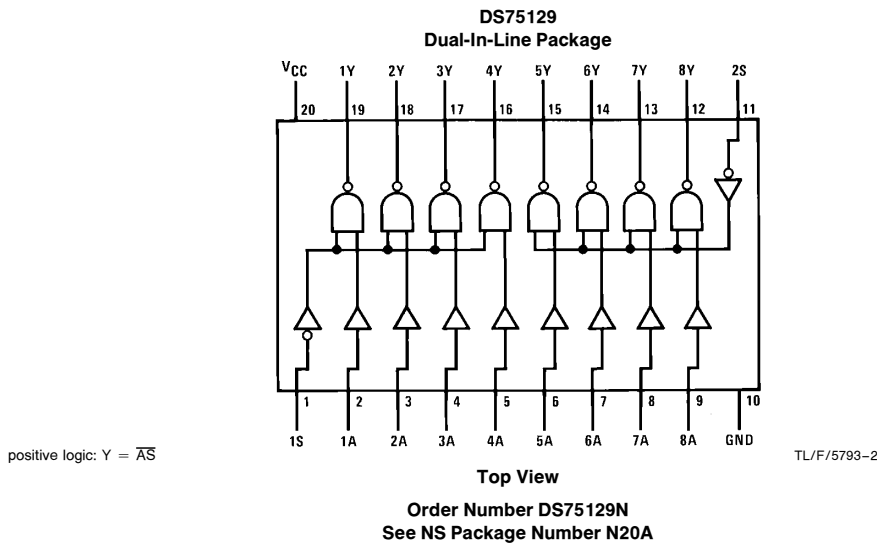 DS75129
Dual-In-Line Package
VCC 1Y 2Y 3Y 4Y 5Y 6Y 7Y 8Y 2S
20 19 18 17 16 15 14 13 12 11
1 2 3 4 5 6 7 8 9 10
1S 1A 2A 3A 4A 5A 6A 7A 8A GND
positive logic: Y = A̅S̅
TL/F/5793–2
Top View
Order Number DS75129N
See NS Package Number N20A